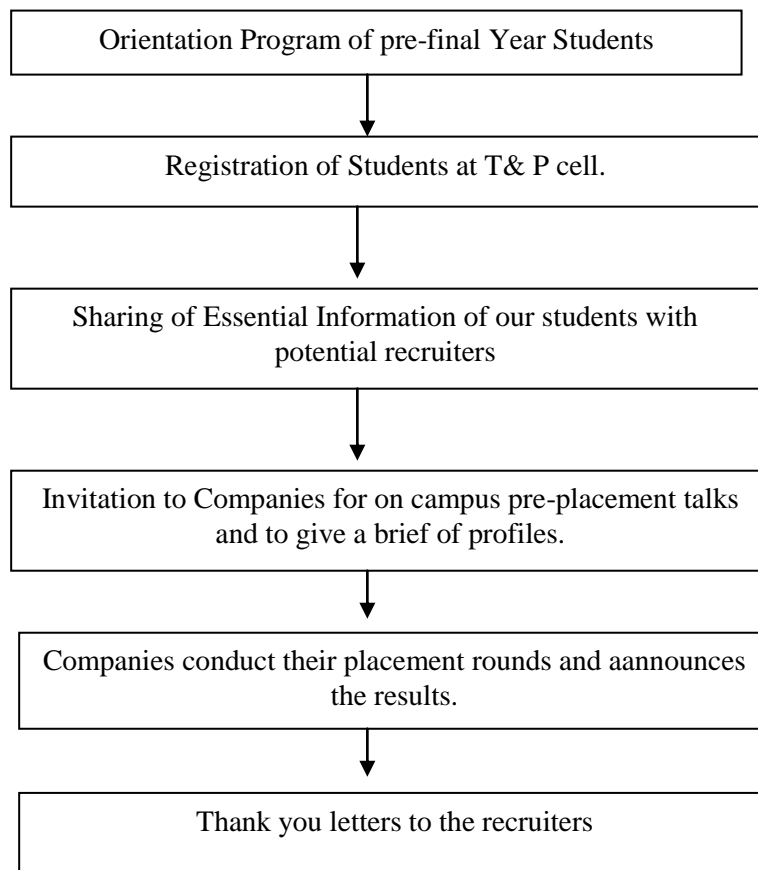 Orientation Program of pre-final Year Students
Registration of Students at T& P cell.
Sharing of Essential Information of our students with
potential recruiters
Invitation to Companies for on campus pre-placement talks
and to give a brief of profiles.
Companies conduct their placement rounds and aannounces
the results.
Thank you letters to the recruiters